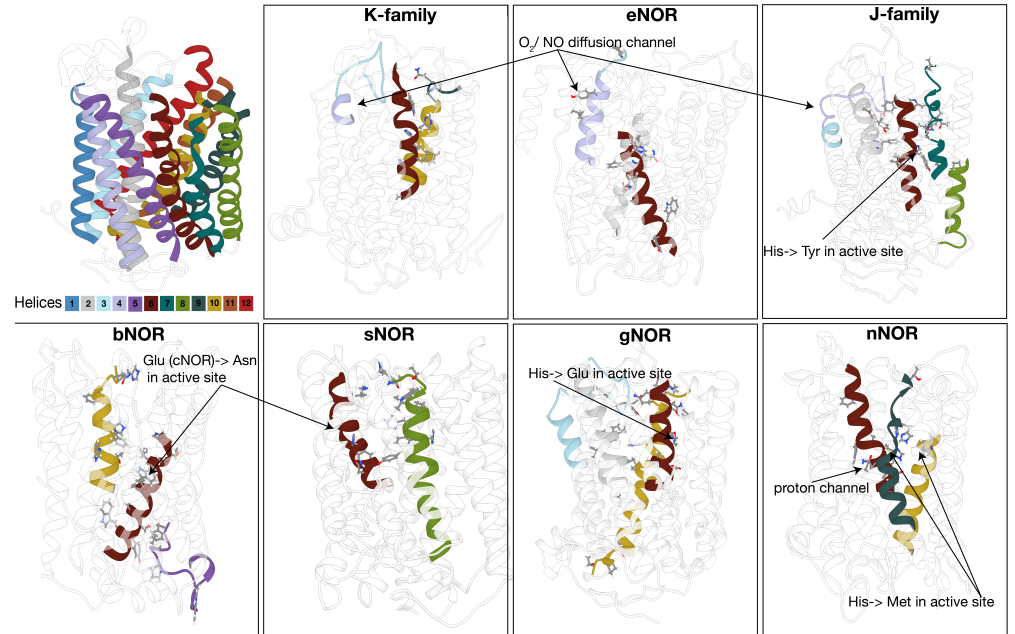 K-family
eNOR
J-family
O2/ NO diffusion channel
His-> Tyr in active site
Helices 1 2 3 4 5 6 7 8 9 10 11 12
bNOR
sNOR
gNOR
nNOR
Glu (cNOR)-> Asn
in active site
His-> Glu in active site
proton channel
His-> Met in active site